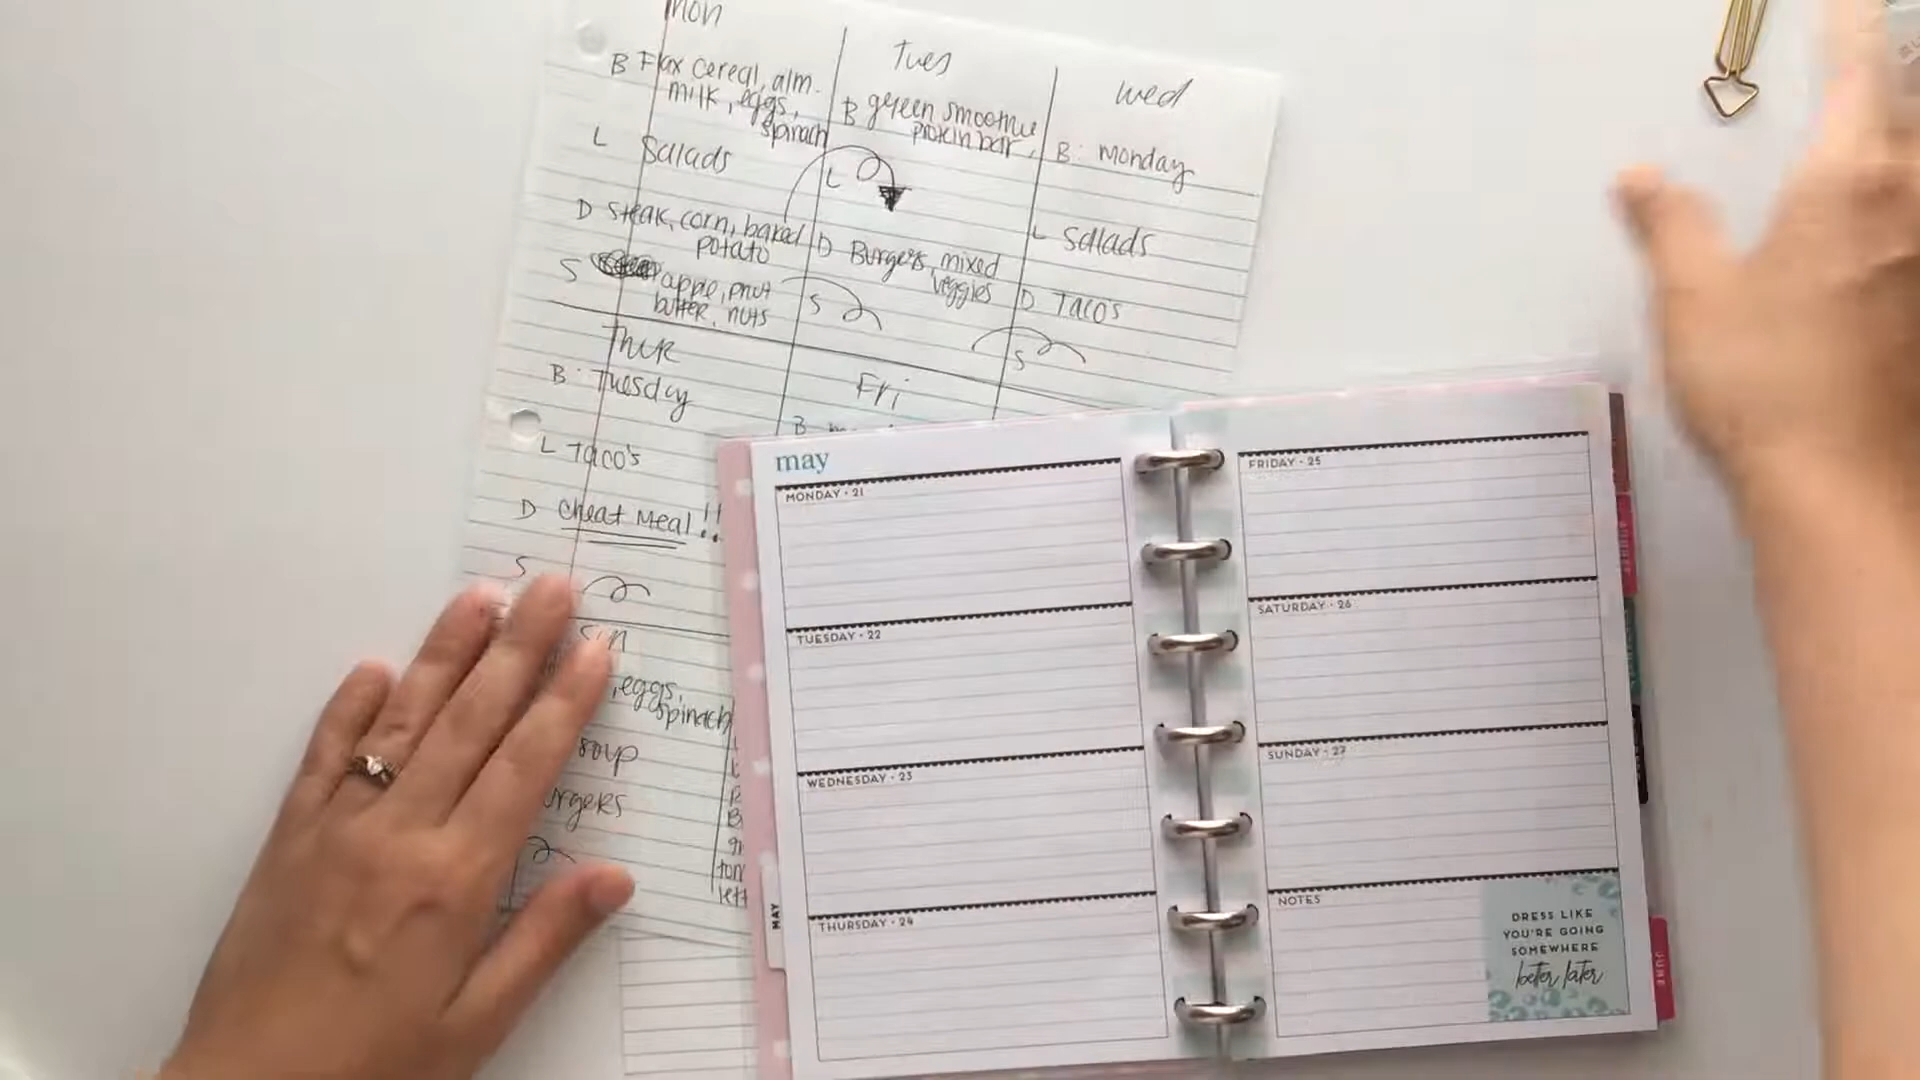 Mon
B Flax cereal, alm.
milk, eggs,
spinach
L Salads
D Steak, corn, baked
potato
S apple, pnut
butter, nuts
Tues
B green smoothie
protein bar,
L
D Burgers, mixed
veggies
S
Wed
B: Monday
L Salads
D Taco's
S
Thur
B: Tuesday
L Taco's
D Cheat Meal!!
S
Fri
B
Sun
, eggs,
spinach
soup
urgers
may
MONDAY · 21
TUESDAY · 22
WEDNESDAY · 23
THURSDAY · 24
MAY
FRIDAY · 25
SATURDAY · 26
SUNDAY · 27
NOTES
DRESS LIKE
YOU'RE GOING
SOMEWHERE
better later
AUGUST
JUNE